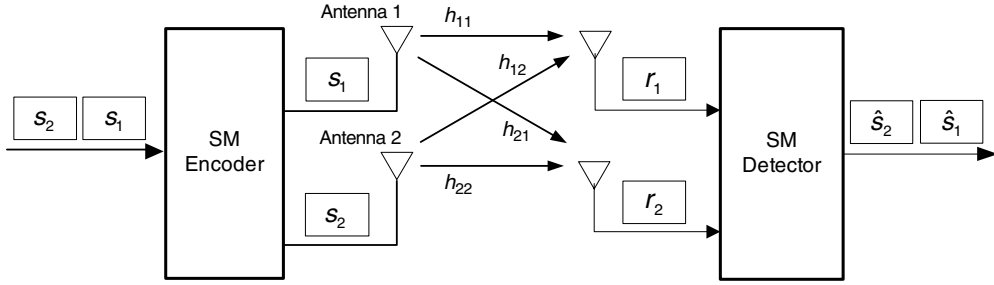 Antenna 1
h₁₁
h₁₂
s₁
r₁
s₂ s₁
SM
Encoder
Antenna 2
h₂₁
SM
Detector
ŝ₂ ŝ₁
h₂₂
s₂
r₂